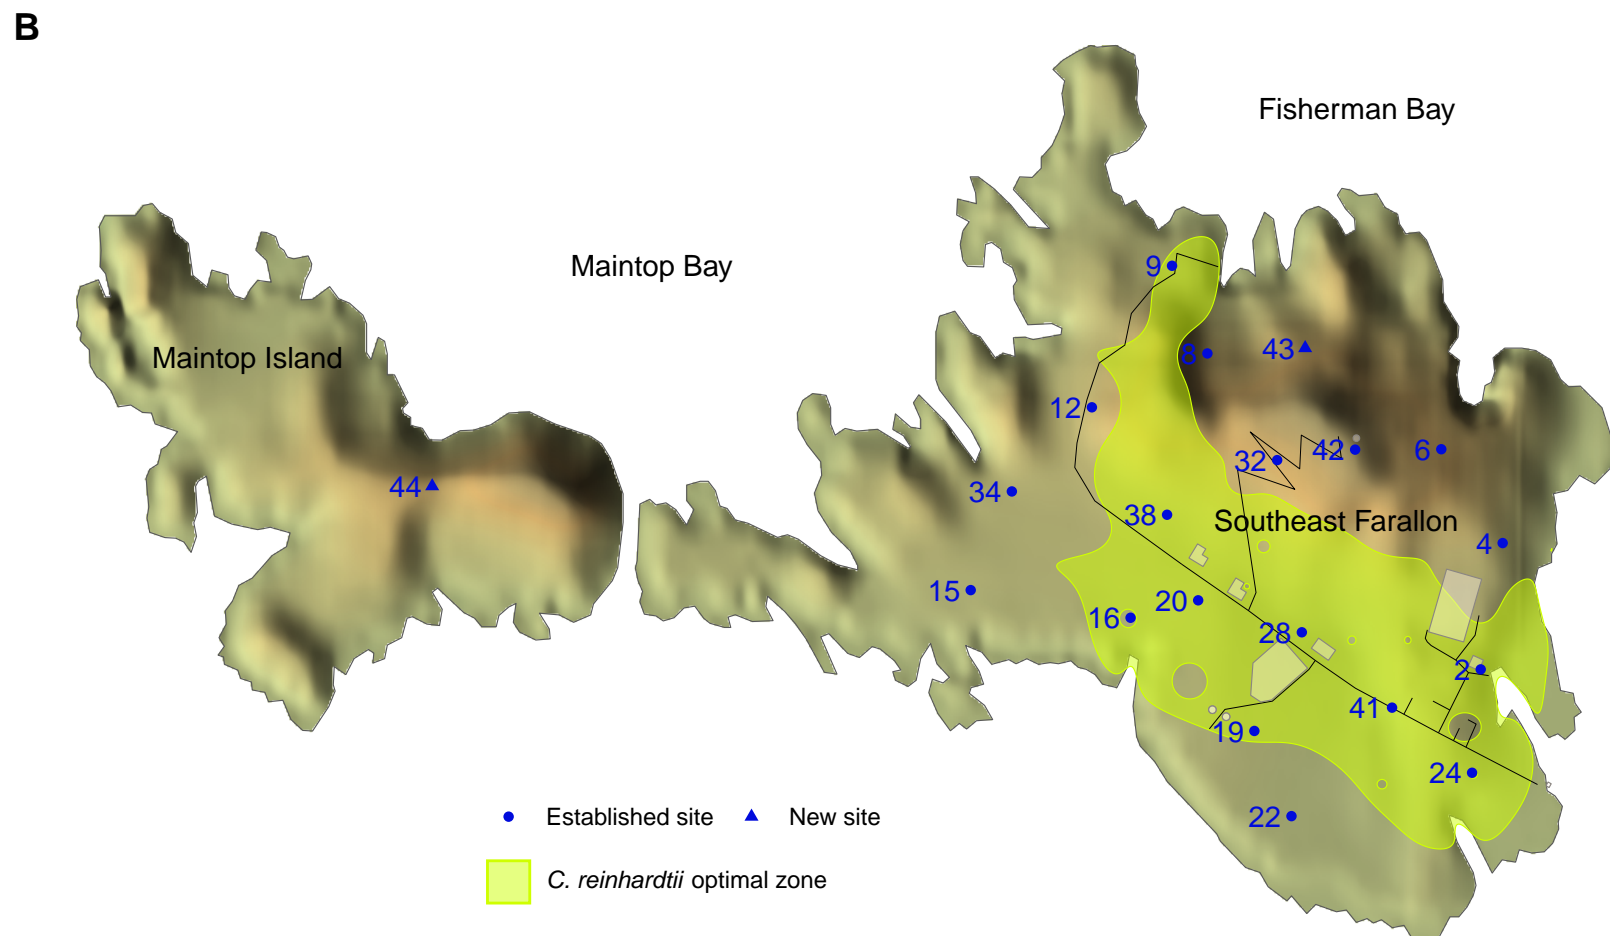 B
Fisherman Bay
Maintop Bay
9
Maintop Island
8
43
12
32
42
6
44
34
38
Southeast Farallon
4
15
20
16
28
2
41
19
24
22
Established site
New site
C. reinhardtii optimal zone